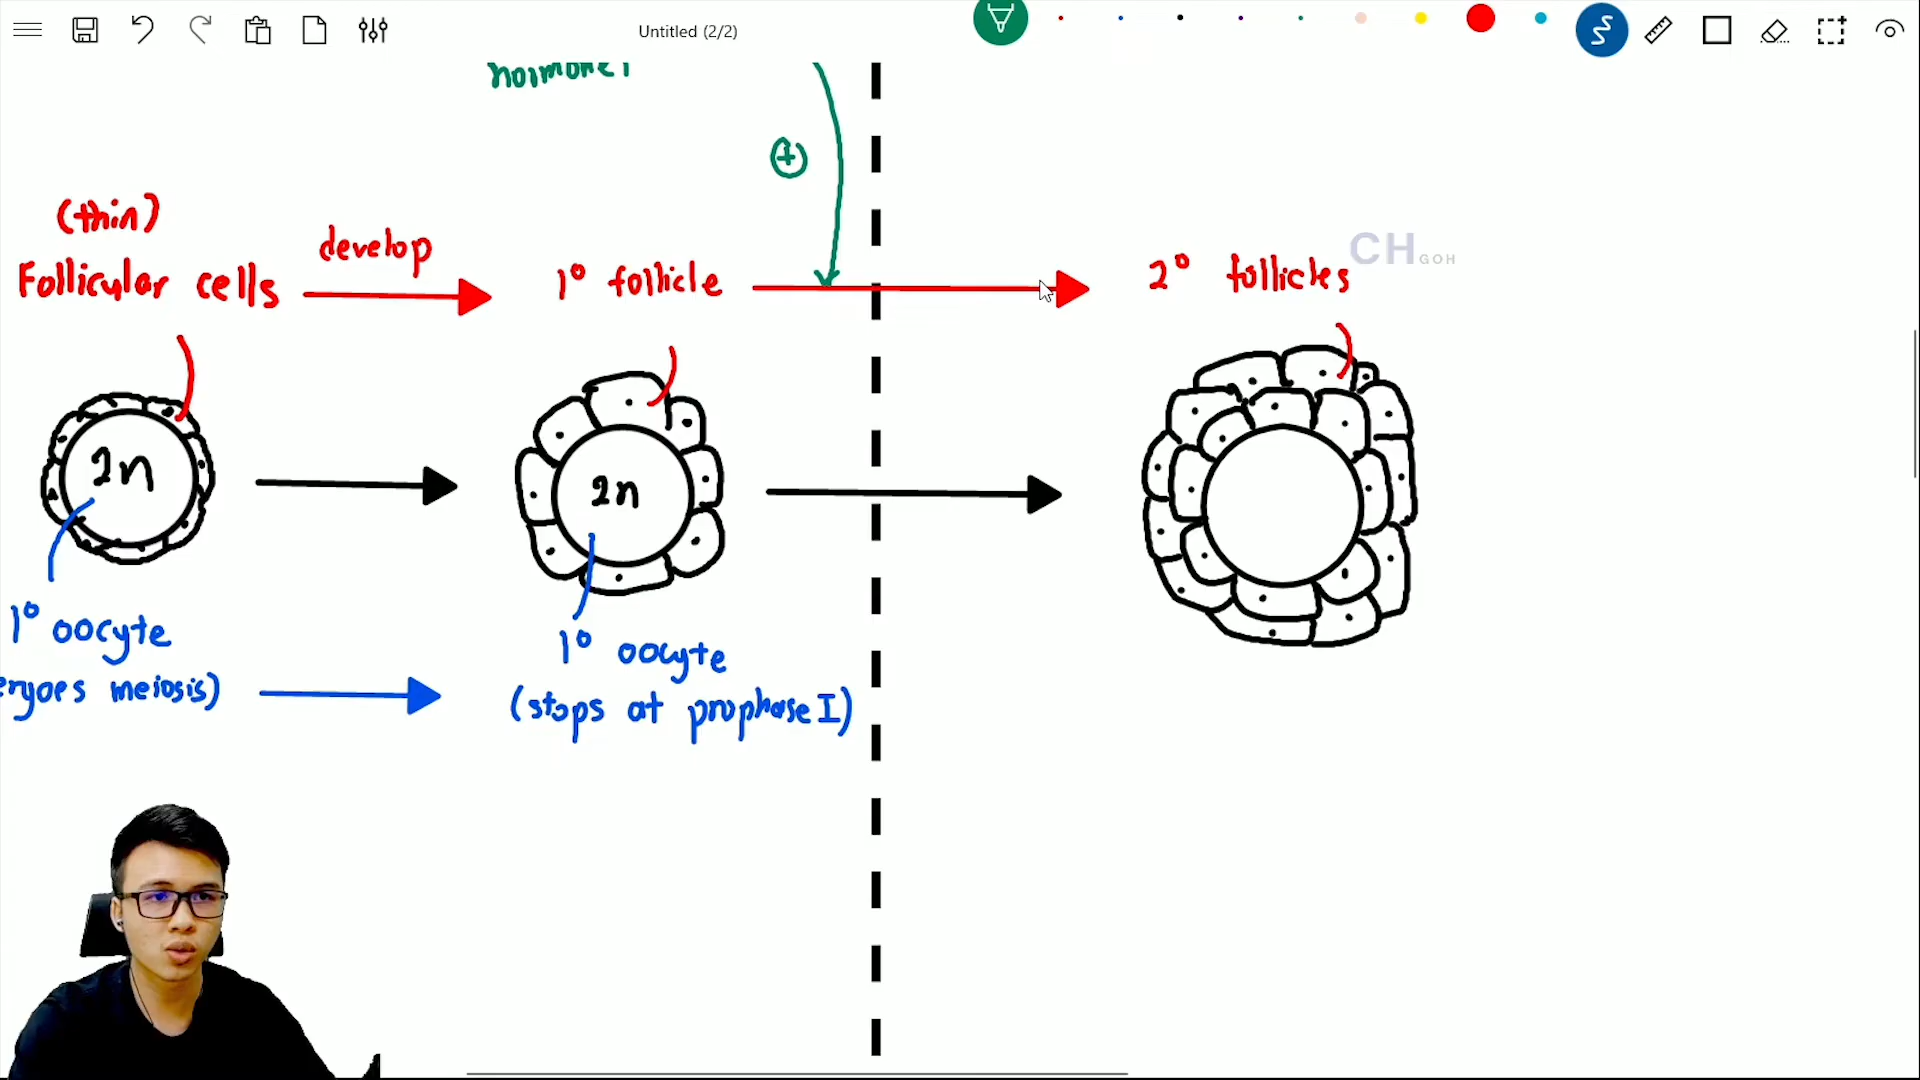 Untitled (2/2)
(thin)
Follicular cells
develop
1° follicle
2° follicles
CH GOH
2n
2n
1° oocyte
meiosis)
1° oocyte
(stops at prophase I)